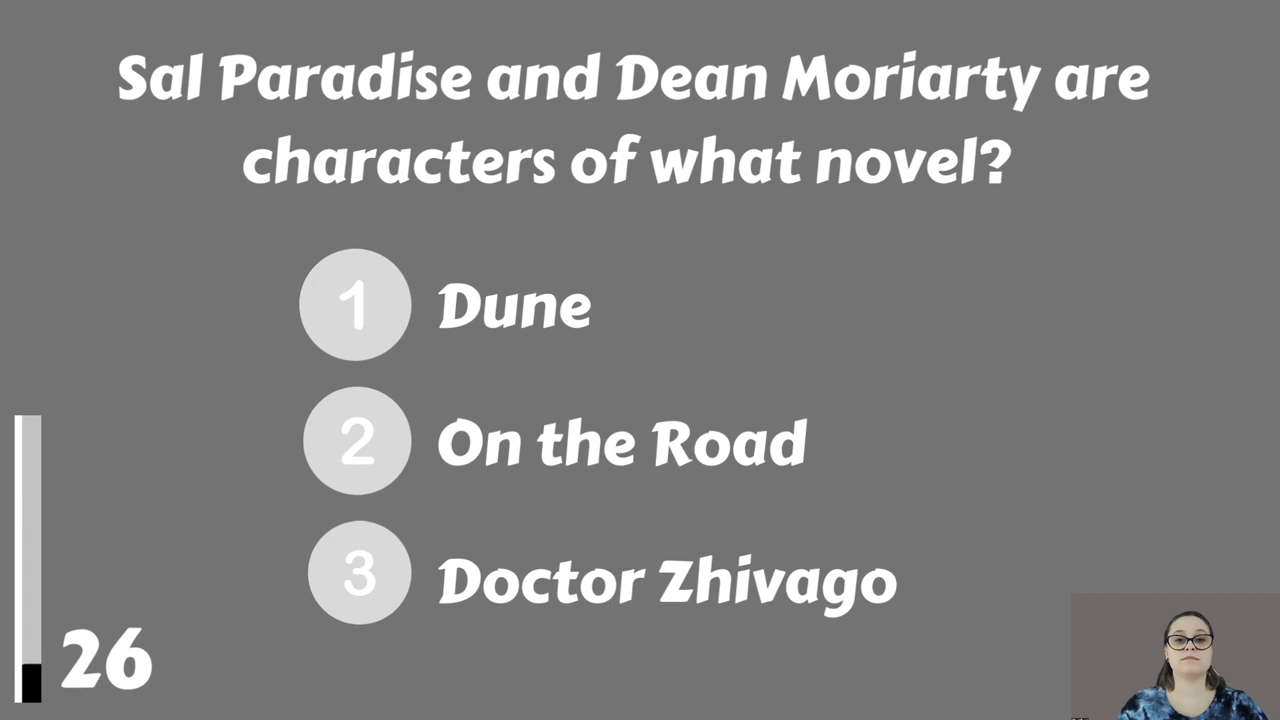 Sal Paradise and Dean Moriarty are
characters of what novel?
1 Dune
2 On the Road
3 Doctor Zhivago
26